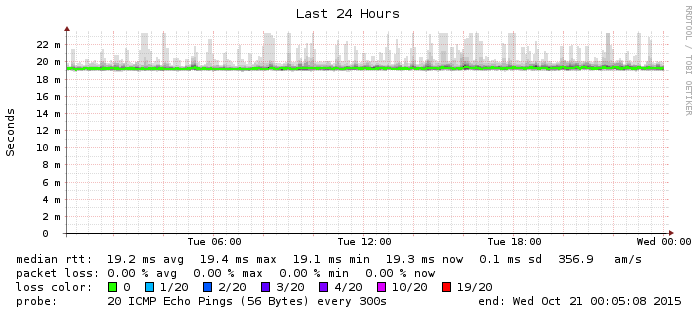 Last 24 Hours
RRDTOOL / TOBI OETIKER
Seconds
22 m
20 m
18 m
16 m
14 m
12 m
10 m
8 m
6 m
4 m
2 m
0
Tue 06:00 Tue 12:00 Tue 18:00 Wed 00:00
median rtt: 19.2 ms avg 19.4 ms max 19.1 ms min 19.3 ms now 0.1 ms sd 356.9 am/s
packet loss: 0.00 % avg 0.00 % max 0.00 % min 0.00 % now
loss color: 0 1/20 2/20 3/20 4/20 10/20 19/20
probe: 20 ICMP Echo Pings (56 Bytes) every 300s end: Wed Oct 21 00:05:08 2015